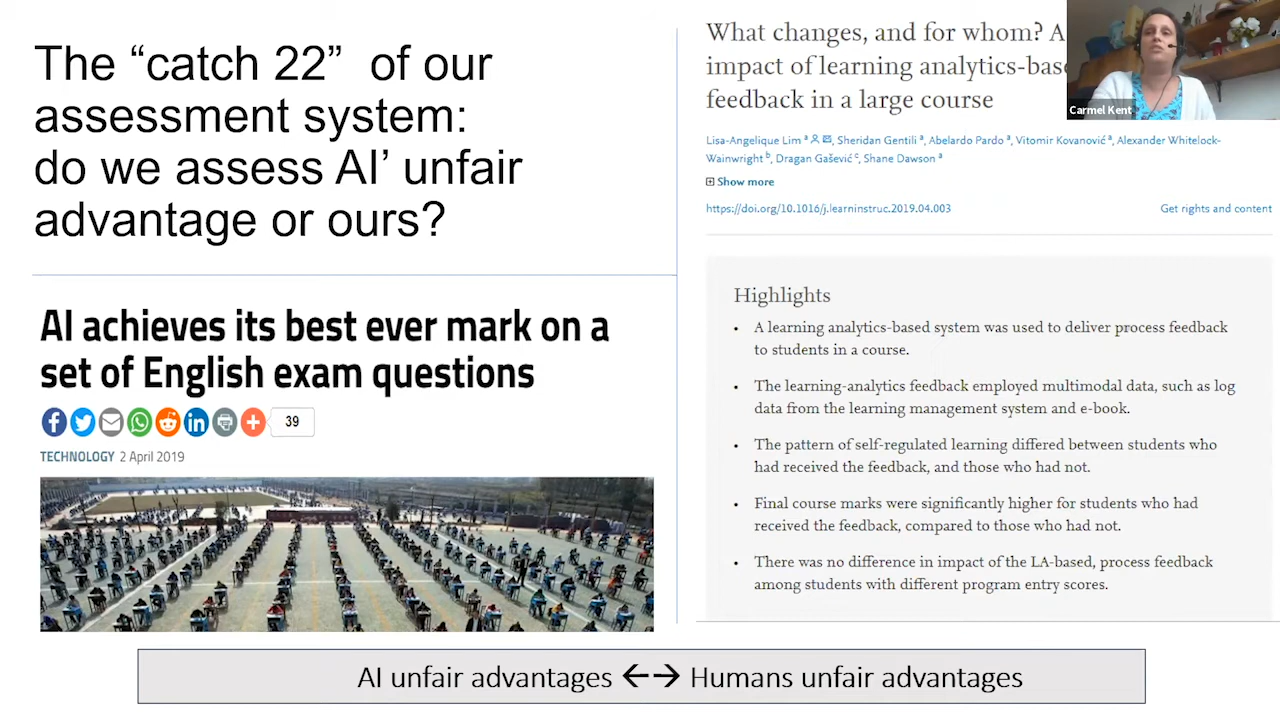 The “catch 22”  of our
assessment system:
do we assess AI’ unfair
advantage or ours?
AI achieves its best ever mark on a
set of English exam questions
39
TECHNOLOGY 2 April 2019
What changes, and for whom? A
impact of learning analytics-bas
feedback in a large course
Carmel Kent
Lisa-Angelique Lim a, Sheridan Gentili a, Abelardo Pardo a, Vitomir Kovanović a, Alexander Whitelock-
Wainwright b, Dragan Gašević c, Shane Dawson a
Show more
https://doi.org/10.1016/j.learninstruc.2019.04.003 Get rights and content
Highlights
• A learning analytics-based system was used to deliver process feedback
to students in a course.
• The learning-analytics feedback employed multimodal data, such as log
data from the learning management system and e-book.
• The pattern of self-regulated learning differed between students who
had received the feedback, and those who had not.
• Final course marks were significantly higher for students who had
received the feedback, compared to those who had not.
• There was no difference in impact of the LA-based, process feedback
among students with different program entry scores.
AI unfair advantages ←→ Humans unfair advantages